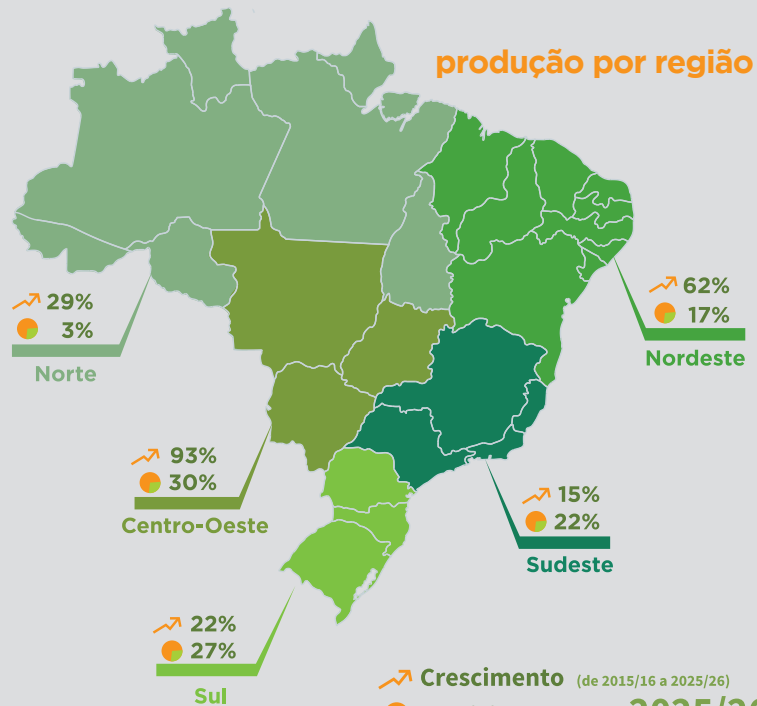 produção por região
29%
3%
Norte
62%
17%
Nordeste
93%
30%
Centro-Oeste
15%
22%
Sudeste
22%
27%
Sul
Crescimento (de 2015/16 a 2025/26)